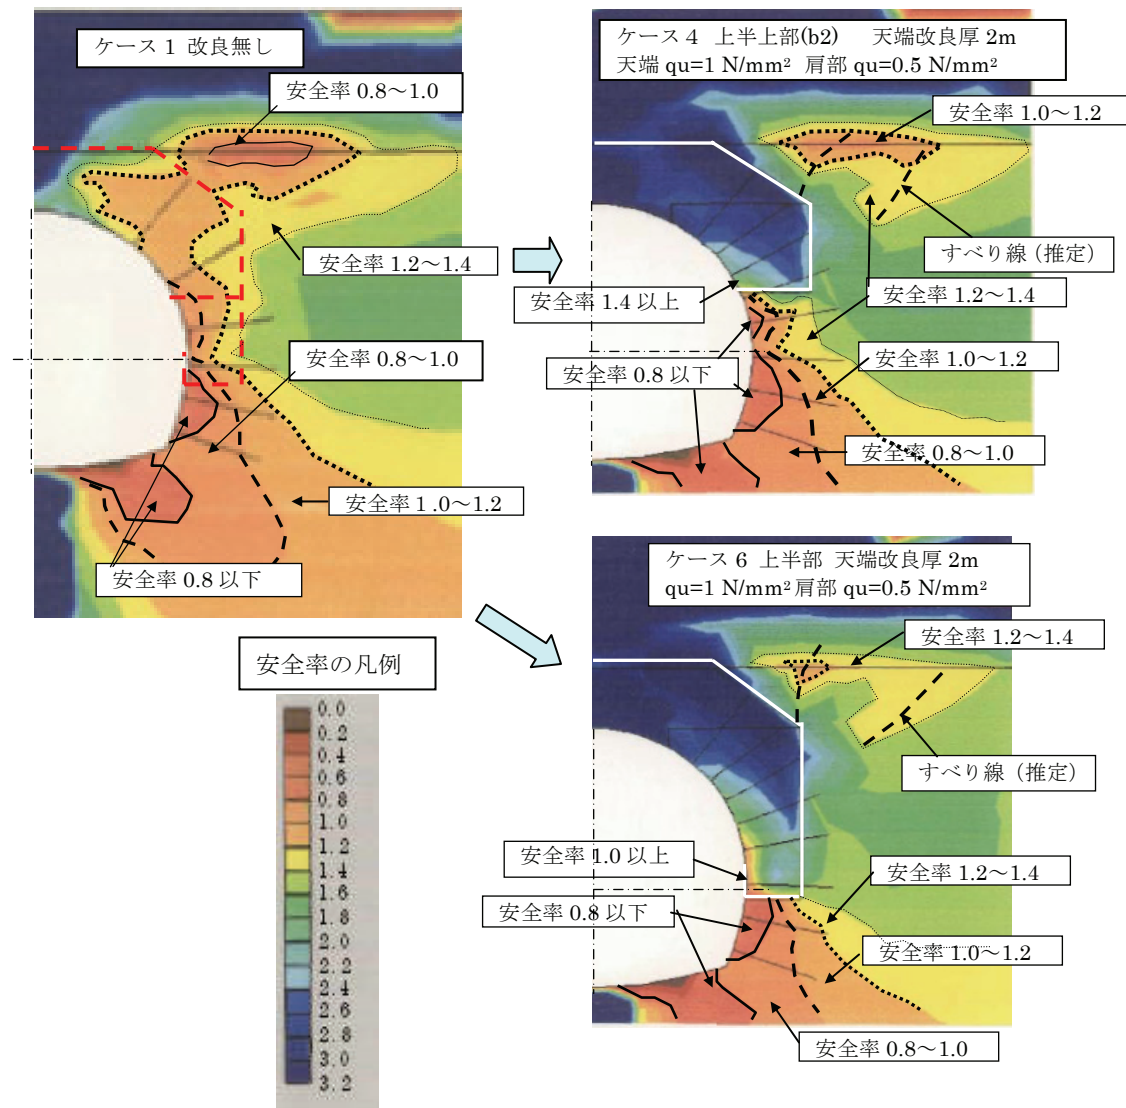 ケース 1 改良無し
安全率 0.8~1.0
安全率 1.2~1.4
安全率 0.8~1.0
安全率 1 .0~1.2
安全率 0.8 以下
ケース 4 上半上部(b2) 天端改良厚 2m
天端 qu=1 N/mm² 肩部 qu=0.5 N/mm²
安全率 1.0~1.2
すべり線(推定)
安全率 1.4 以上
安全率 1.2~1.4
安全率 1.0~1.2
安全率 0.8 以下
安全率 0.8~1.0
ケース 6 上半部 天端改良厚 2m
qu=1 N/mm² 肩部 qu=0.5 N/mm²
安全率 1.2~1.4
すべり線(推定)
安全率 1.0 以上
安全率 1.2~1.4
安全率 0.8 以下
安全率 1.0~1.2
安全率 0.8~1.0
安全率の凡例
0.0
0.2
0.4
0.6
0.8
1.0
1.2
1.4
1.6
1.8
2.0
2.2
2.4
2.6
2.8
3.0
3.2